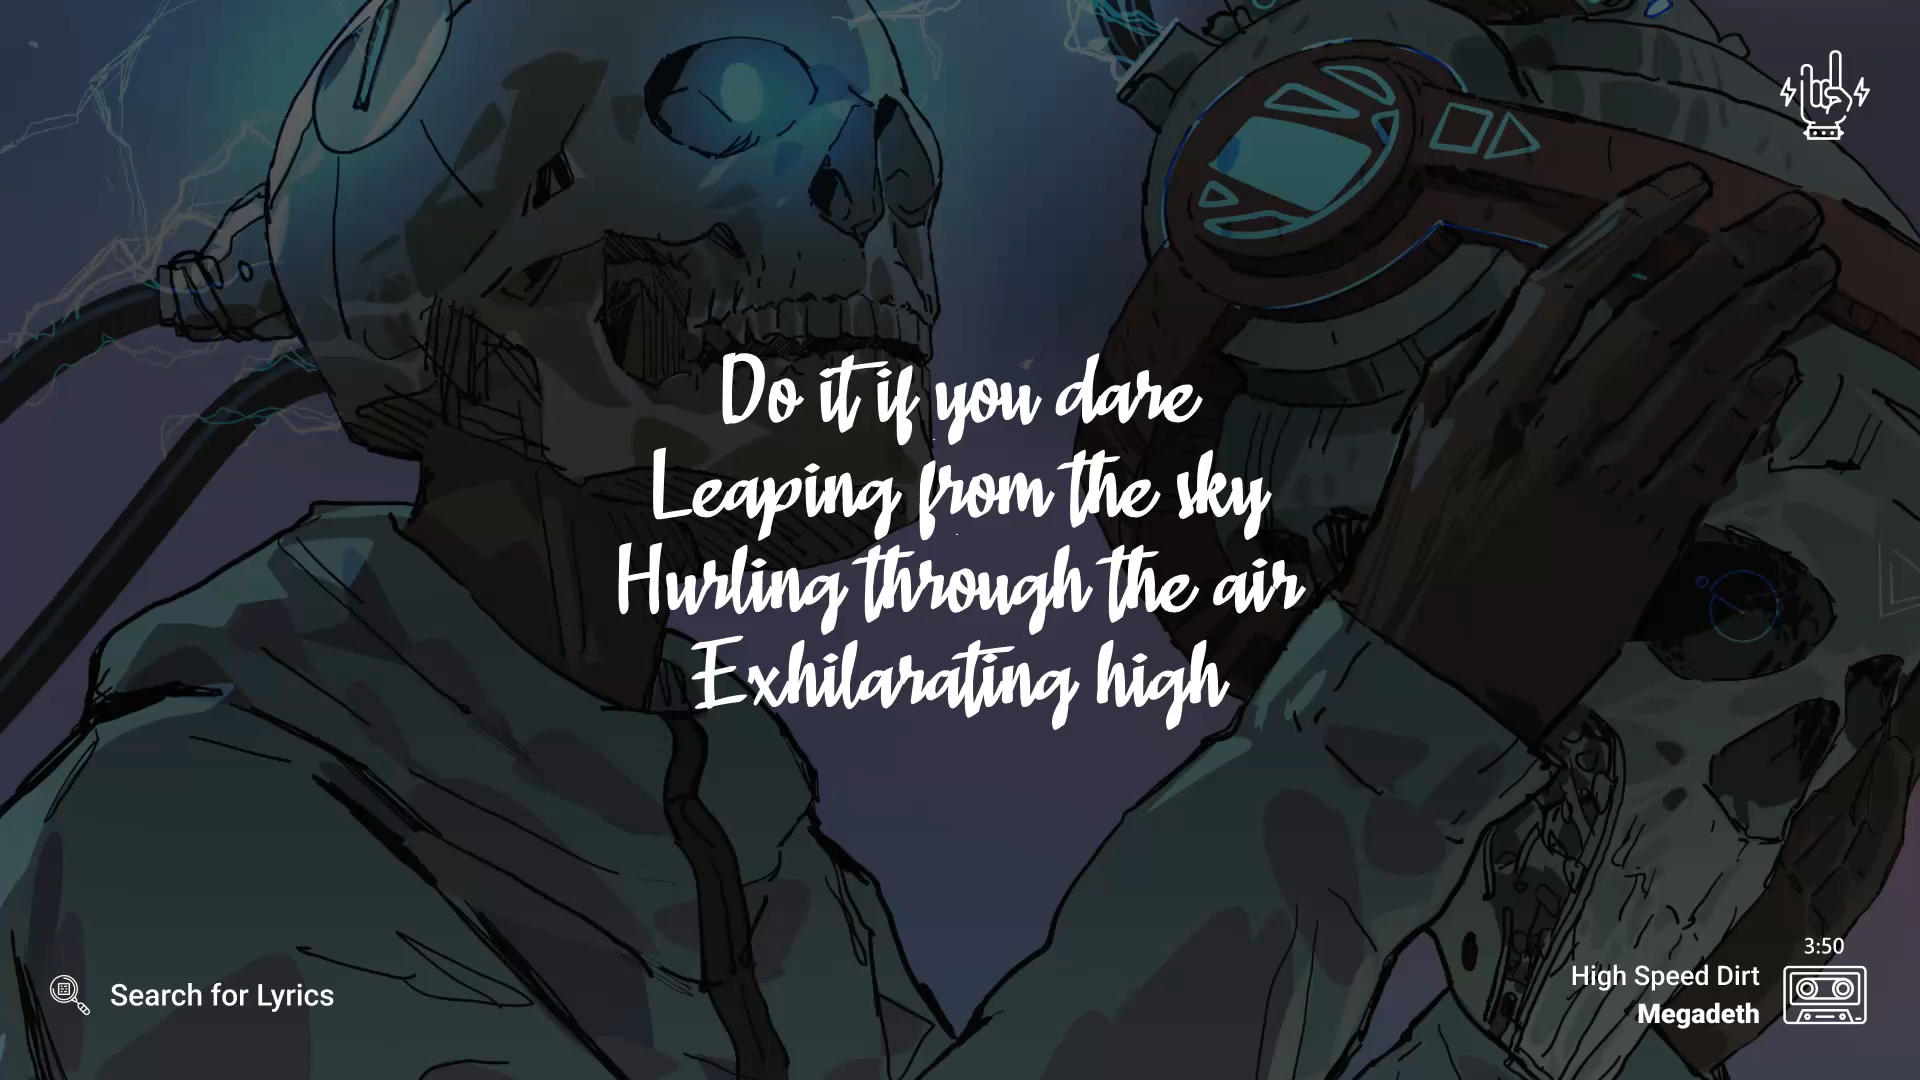 Do it if you dare
Leaping from the sky
Hurling through the air
Exhilarating high
Search for Lyrics
3:50
High Speed Dirt
Megadeth